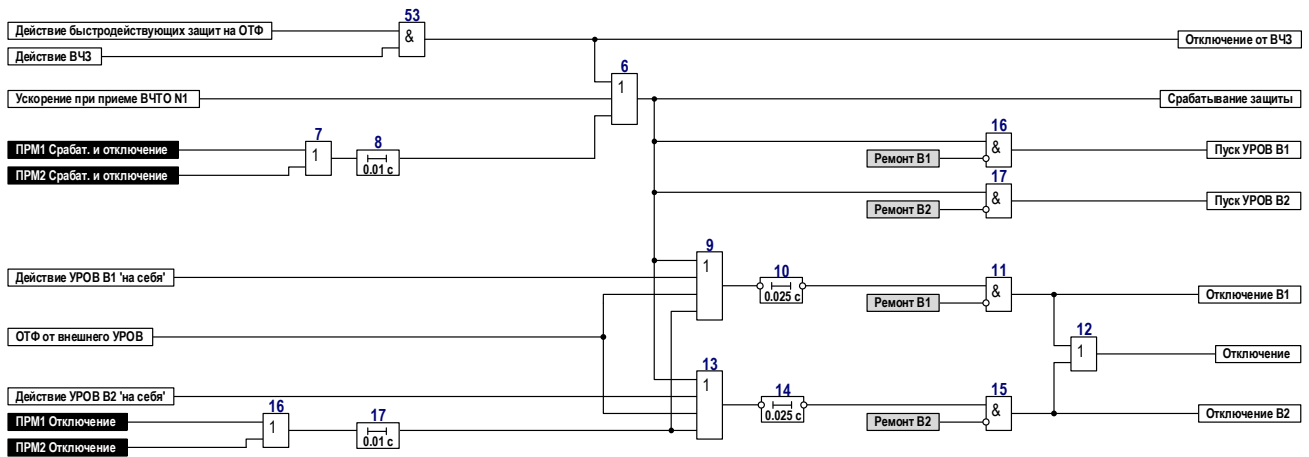 53
Действие быстродействующих защит на ОТФ
&
Отключение от ВЧЗ
Действие ВЧЗ
6
1
Ускорение при приеме ВЧТО N1
Срабатывание защиты
7
1
8
0.01 с
ПРМ1 Срабат. и отключение
ПРМ2 Срабат. и отключение
16
&
Ремонт В1
Пуск УРОВ В1
17
&
Ремонт В2
Пуск УРОВ В2
9
1
Действие УРОВ В1 'на себя'
10
0.025 с
11
&
Ремонт В1
Отключение В1
ОТФ от внешнего УРОВ
12
1
Отключение
13
1
Действие УРОВ В2 'на себя'
14
0.025 с
15
&
Ремонт В2
Отключение В2
16
1
17
0.01 с
ПРМ1 Отключение
ПРМ2 Отключение